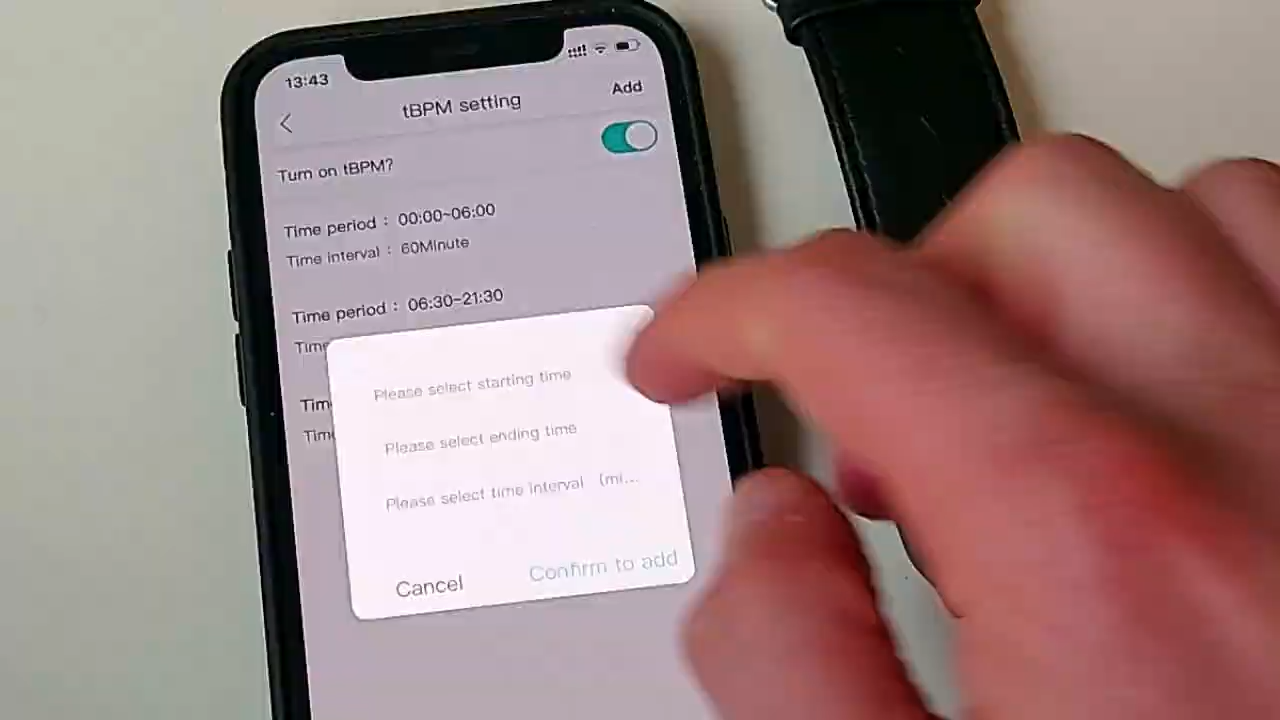 13:43
Add
tBPM setting
Turn on tBPM?
Time period : 00:00~06:00
Time interval : 60Minute
Time period : 06:30~21:30
Please select starting time
Please select ending time
Please select time interval (mi...
Cancel
Confirm to add